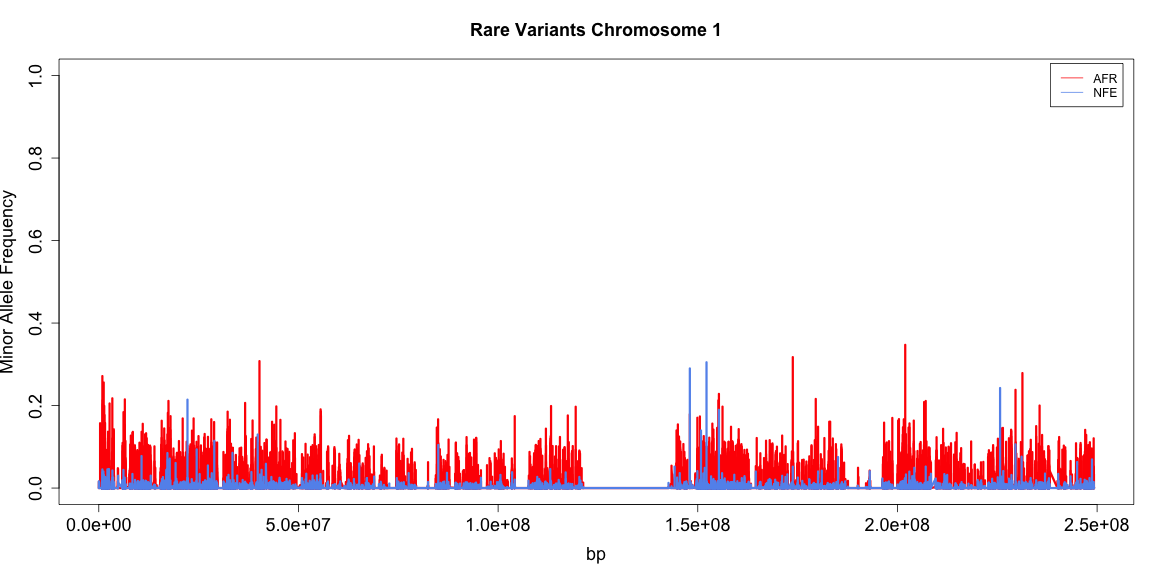 Rare Variants Chromosome 1
AFR
NFE
Minor Allele Frequency
1.0
0.8
0.6
0.4
0.2
0.0
0.0e+00 5.0e+07 1.0e+08 1.5e+08 2.0e+08 2.5e+08
bp